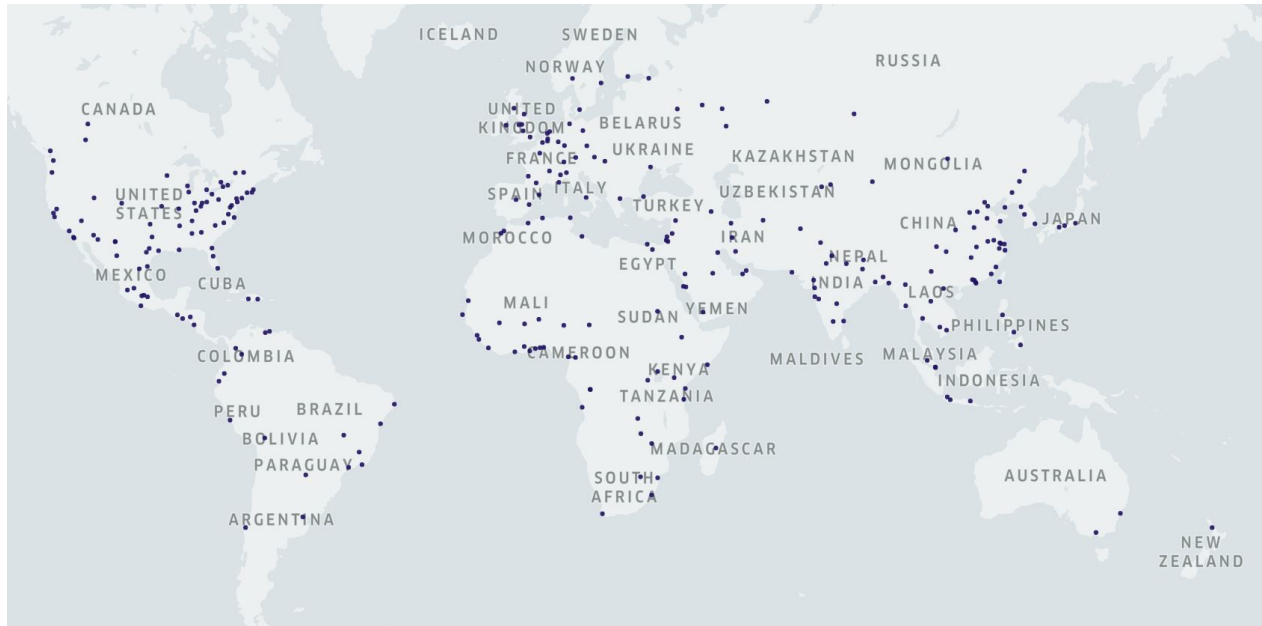 ICELAND
SWEDEN
RUSSIA
NORWAY
CANADA
UNITED
KINGDOM
BELARUS
UKRAINE
FRANCE
KAZAKHSTAN
MONGOLIA
UNITED
STATES
SPAIN
ITALY
UZBEKISTAN
TURKEY
CHINA
JAPAN
MOROCCO
IRAN
EGYPT
NEPAL
MEXICO
CUBA
INDIA
LAOS
MALI
SUDAN
YEMEN
PHILIPPINES
COLOMBIA
CAMEROON
MALDIVES
MALAYSIA
KENYA
INDONESIA
TANZANIA
PERU
BRAZIL
BOLIVIA
MADAGASCAR
PARAGUAY
SOUTH
AFRICA
AUSTRALIA
ARGENTINA
NEW
ZEALAND